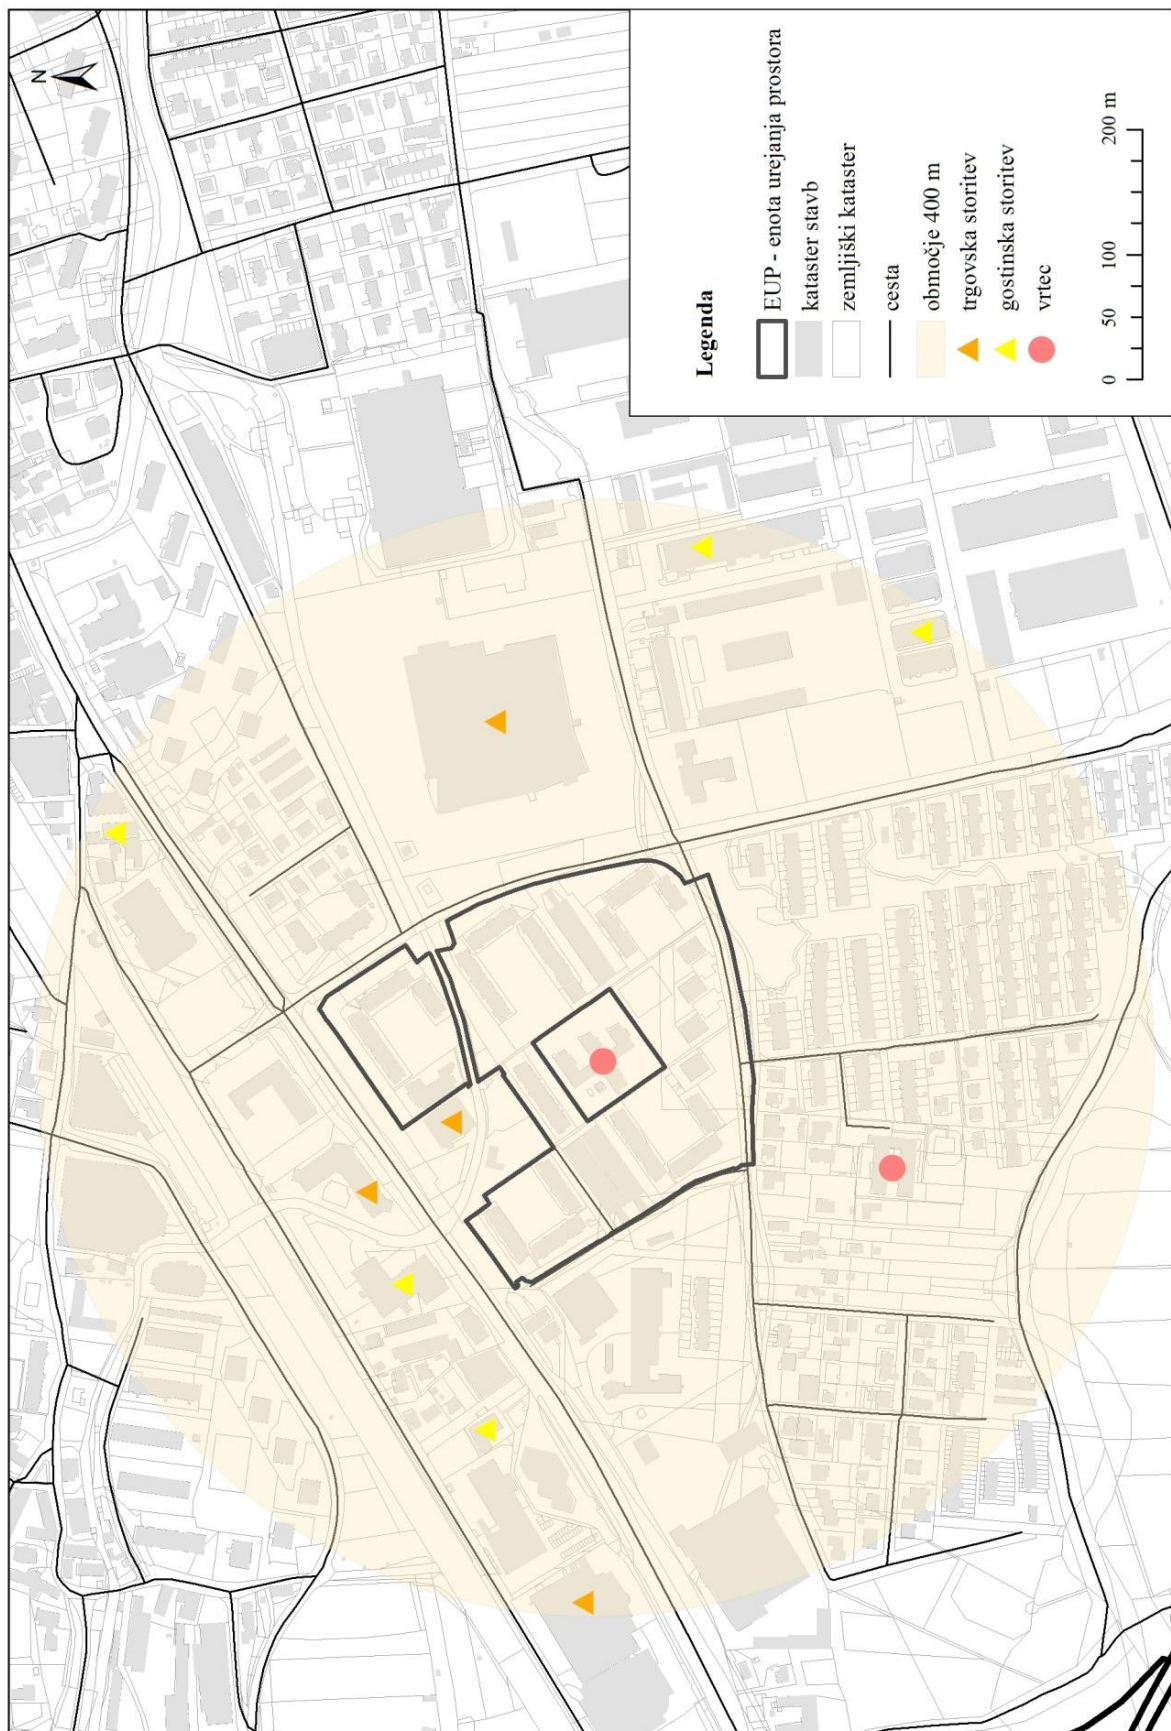 N
Legenda
EUP - enota urejanja prostora
kataster stavb
zemljiški kataster
cesta
območje 400 m
trgovska storitev
gostinska storitev
vrtec
0 50 100 200 m